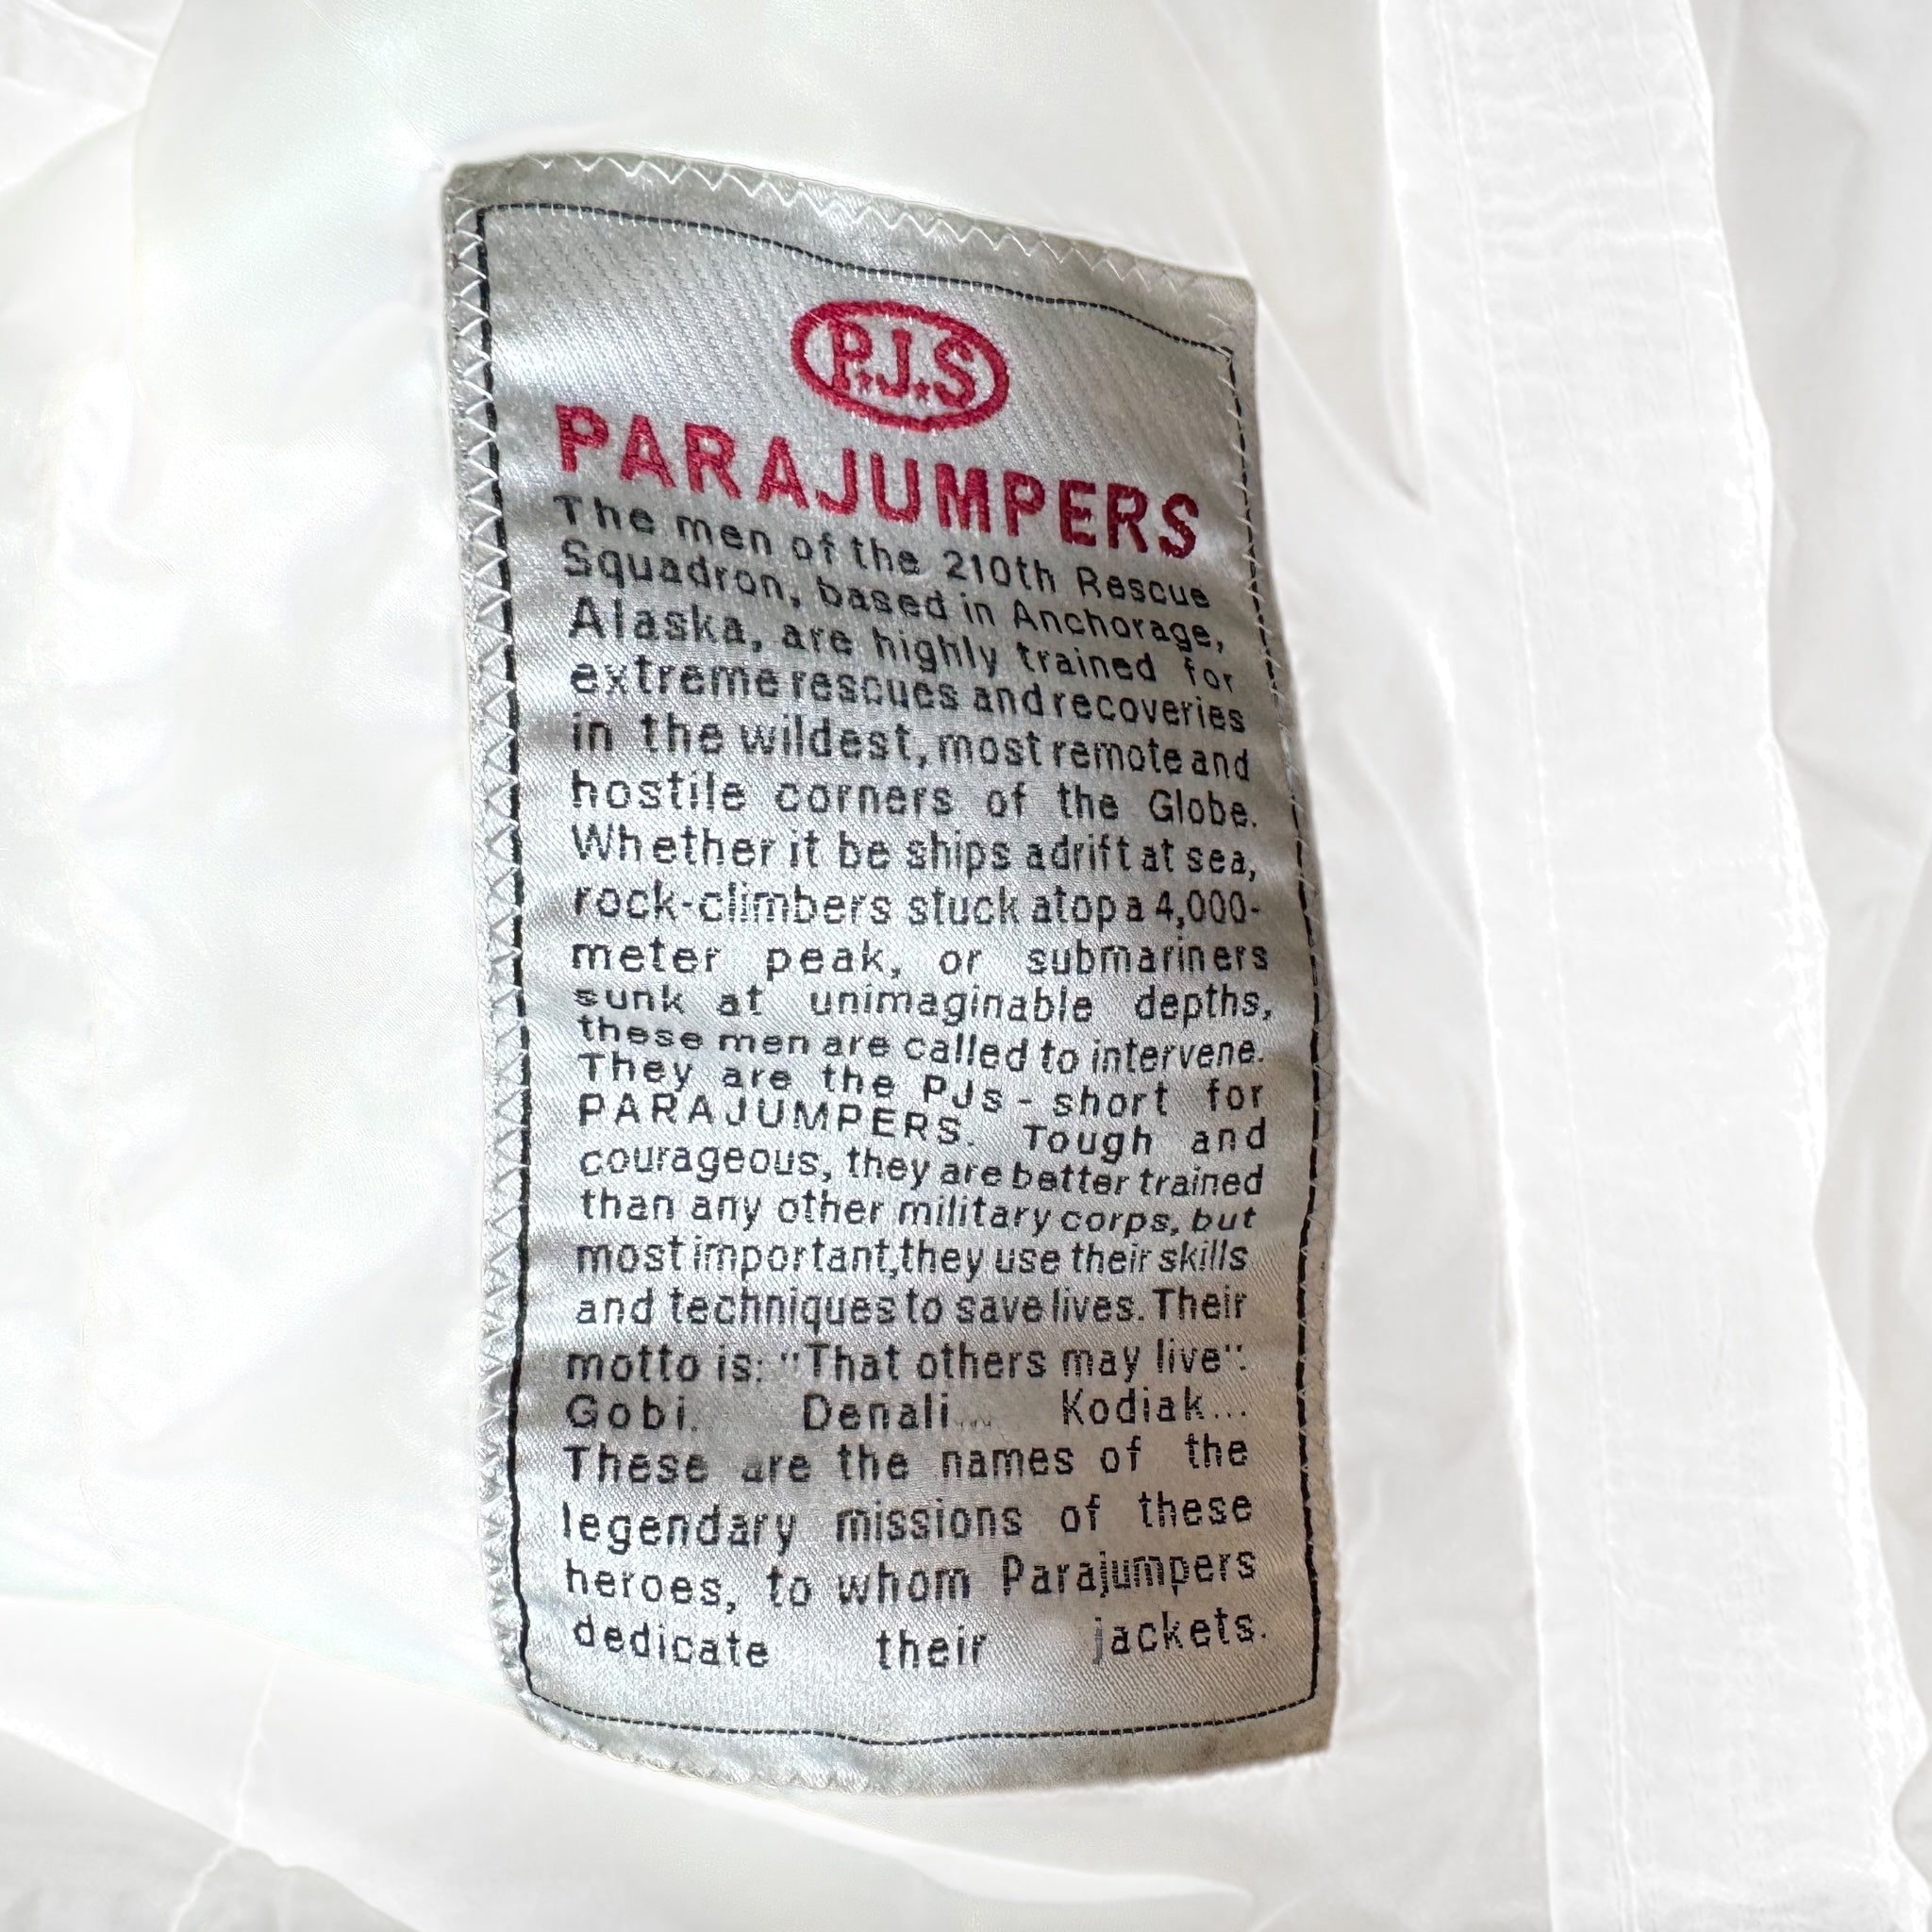 P.J.S
PARAJUMPERS
The men of the 210th Rescue
Squadron, based in Anchorage,
Alaska, are highly trained for
extreme rescues and recoveries
in the wildest, most remote and
hostile corners of the Globe.
Whether it be ships adrift at sea,
rock-climbers stuck atop a 4,000-
meter peak, or submariners
sunk at unimaginable depths,
these men are called to intervene.
They are the PJs - short for
PARAJUMPERS. Tough and
courageous, they are better trained
than any other military corps, but
most important,they use their skills
and techniques to save lives. Their
motto is: "That others may live".
Gobi. Denali... Kodiak...
These are the names of the
legendary missions of these
heroes, to whom Parajumpers
dedicate their jackets.